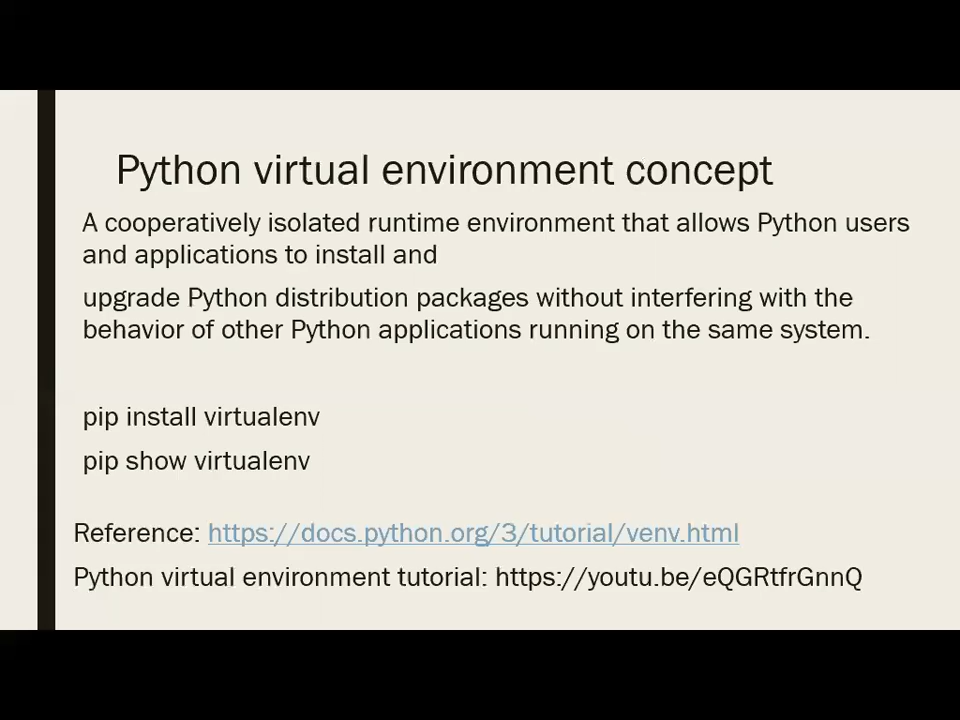 Python virtual environment concept
A cooperatively isolated runtime environment that allows Python users
and applications to install and
upgrade Python distribution packages without interfering with the
behavior of other Python applications running on the same system.
pip install virtualenv
pip show virtualenv
Reference: https://docs.python.org/3/tutorial/venv.html
Python virtual environment tutorial: https://youtu.be/eQGRtfrGnnQ